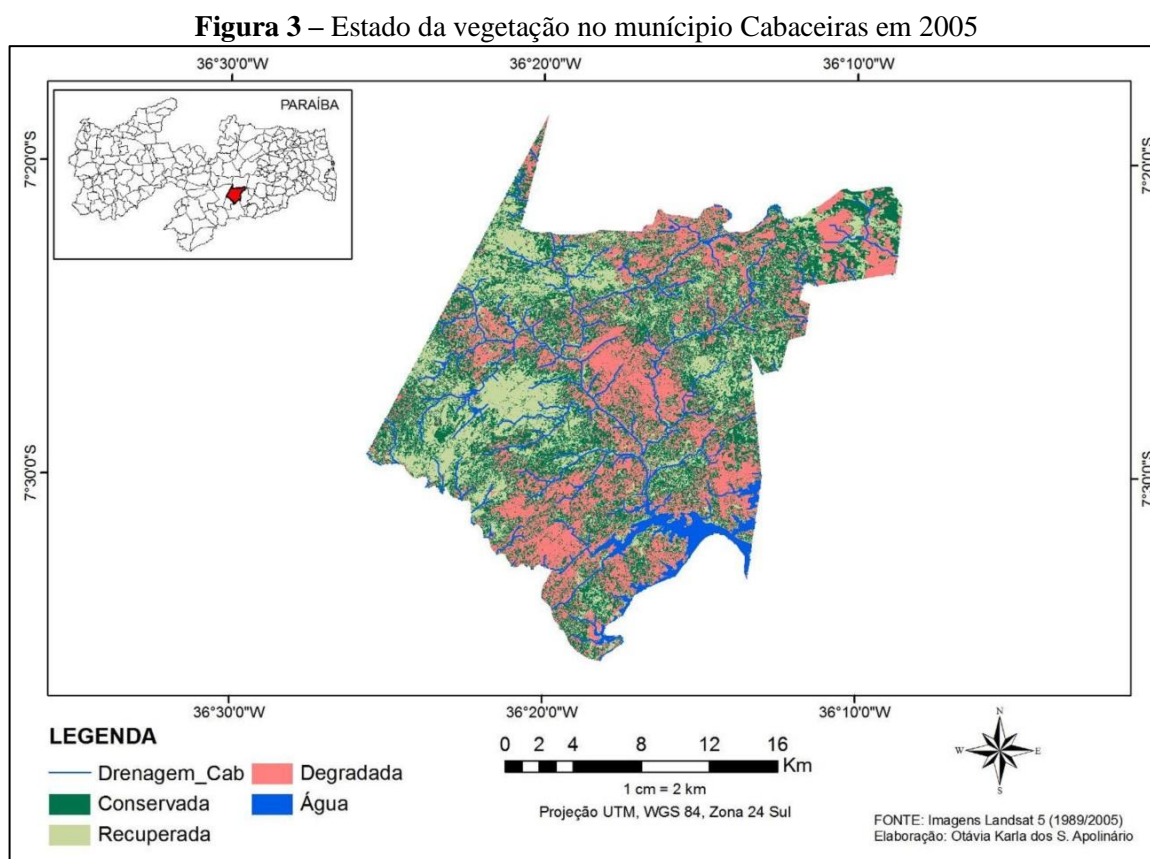 Figura 3 – Estado da vegetação no munícipio Cabaceiras em 2005
36°30'0"W
36°20'0"W
36°10'0"W
PARAÍBA
7°20'0"S
7°20'0"S
7°30'0"S
7°30'0"S
36°30'0"W
36°20'0"W
36°10'0"W
LEGENDA
Drenagem_Cab
Degradada
Conservada
Água
Recuperada
0 2 4 8 12 16
Km
1 cm = 2 km
Projeção UTM, WGS 84, Zona 24 Sul
N
W
E
S
FONTE: Imagens Landsat 5 (1989/2005)
Elaboração: Otávia Karla dos S. Apolinário